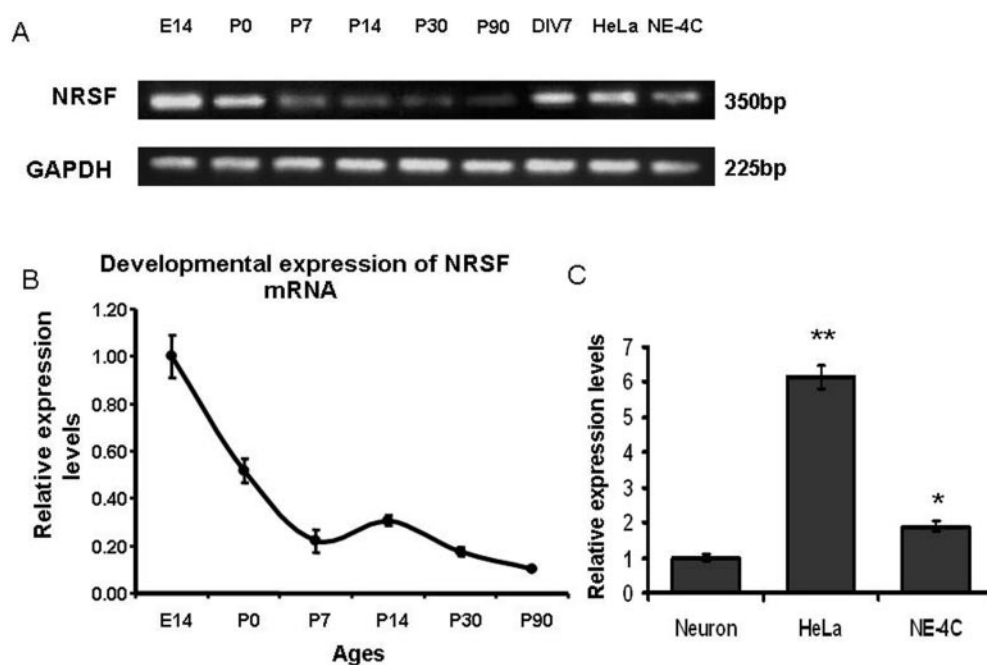 A
E14 P0 P7 P14 P30 P90 DIV7 HeLa NE-4C
NRSF 350bp
GAPDH 225bp
B
Developmental expression of NRSF
mRNA
Relative expression
levels
1.20
1.00
0.80
0.60
0.40
0.20
0.00
E14 P0 P7 P14 P30 P90
Ages
C
Relative expression levels
7
6
5
4
3
2
1
0
**
*
Neuron HeLa NE-4C